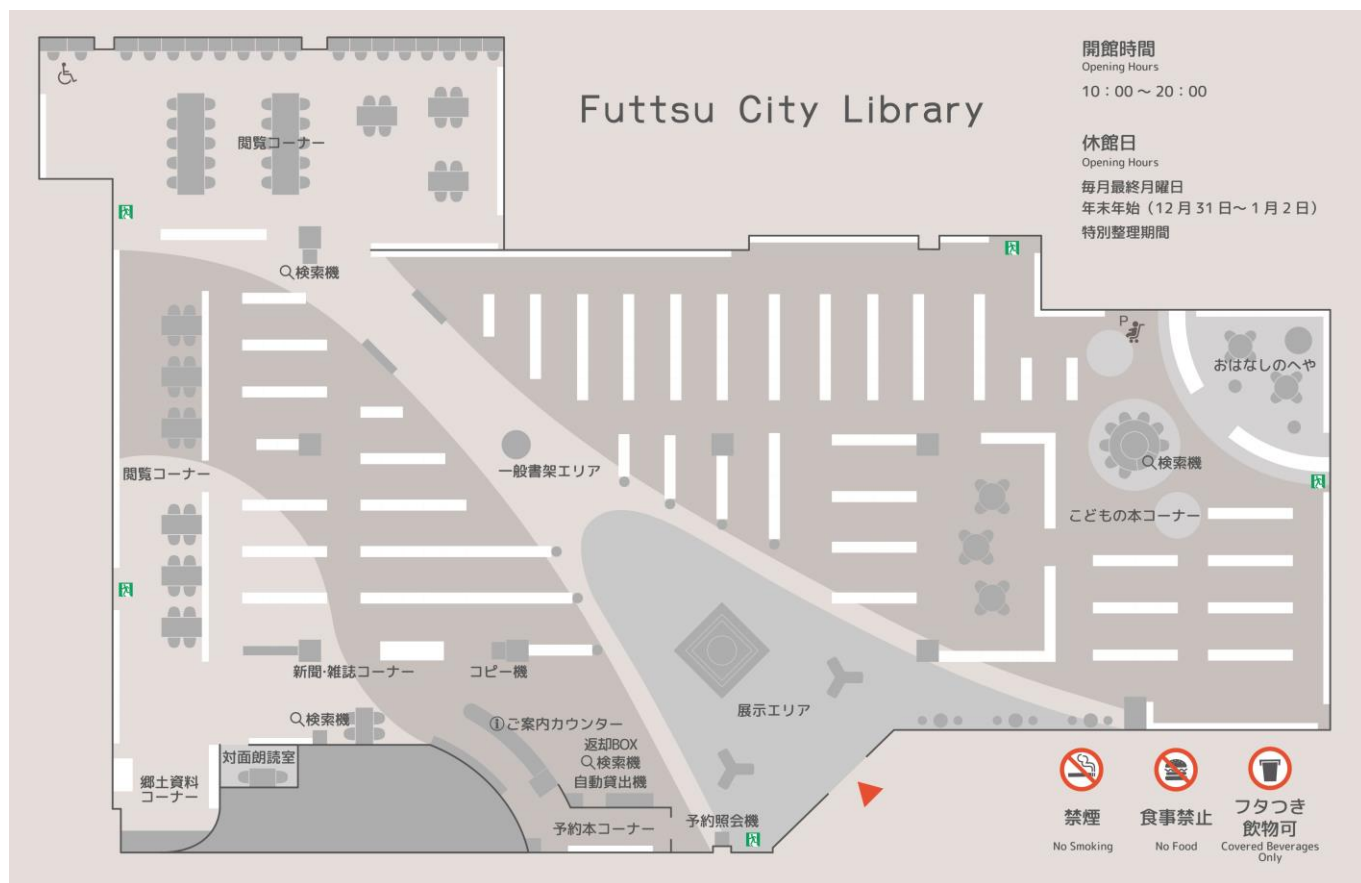 Futtsu City Library
開館時間
Opening Hours
10：00～20：00
休館日
Opening Hours
毎月最終月曜日
年末年始（12月31日～1月2日）
特別整理期間
閲覧コーナー
検索機
P
おはなしのへや
検索機
一般書架エリア
閲覧コーナー
こどもの本コーナー
新聞・雑誌コーナー
コピー機
展示エリア
検索機
iご案内カウンター
返却BOX
検索機
自動貸出機
対面朗読室
郷土資料
コーナー
予約本コーナー
予約照会機
禁煙
No Smoking
食事禁止
No Food
フタつき
飲物可
Covered Beverages
Only